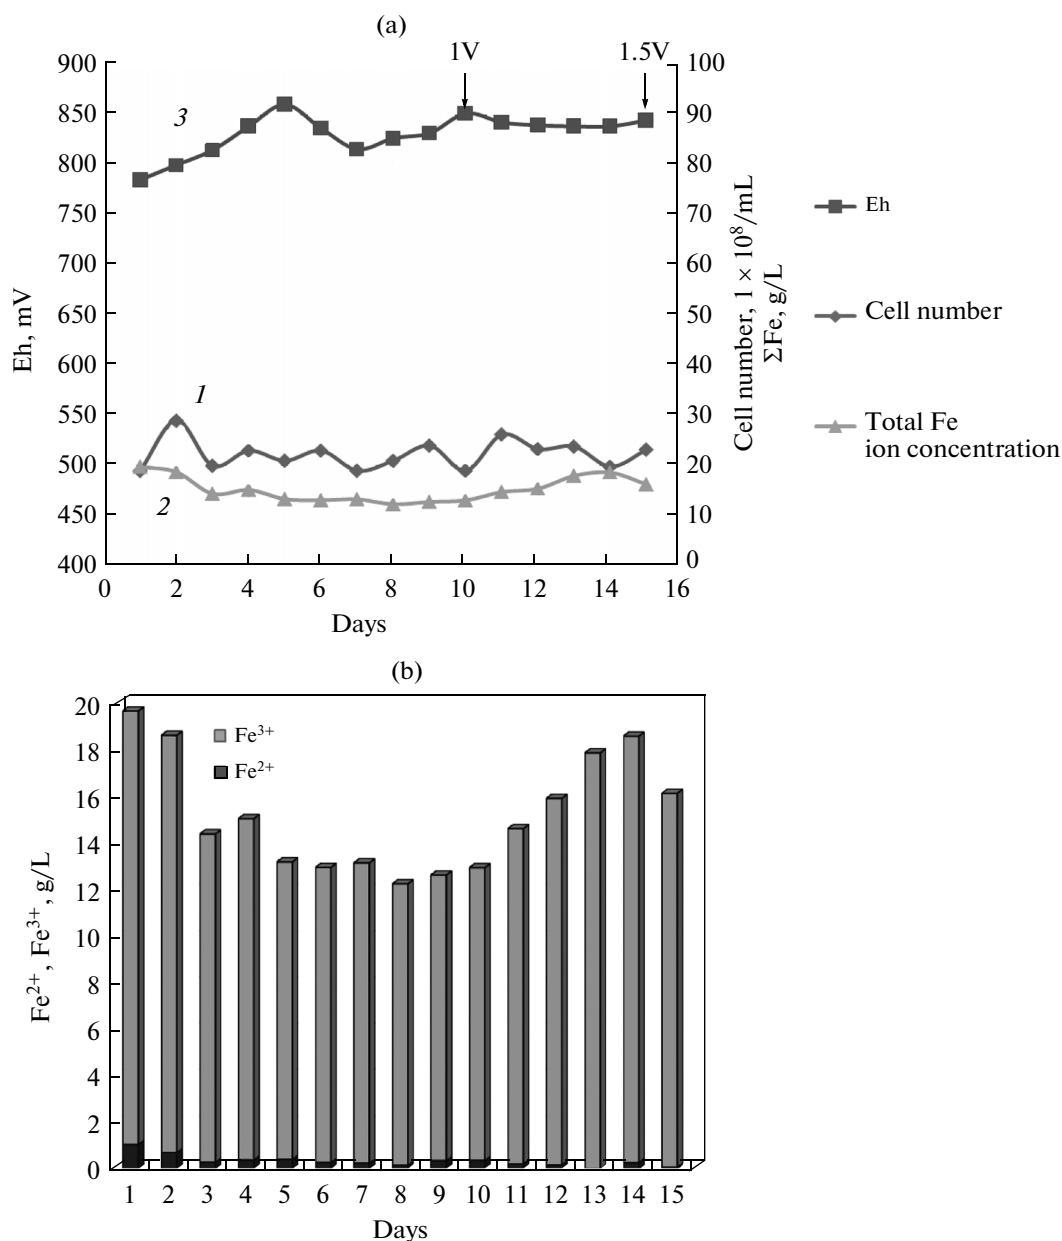 (a)
1V
1.5V
900
850
800
750
700
650
600
550
500
450
400
Eh, mV
3
1
2
100
90
80
70
60
50
40
30
20
10
0
Cell number, 1 × 10⁸/mL
ΣFe, g/L
0 2 4 6 8 10 12 14 16
Days
Eh
Cell number
Total Fe
ion concentration
(b)
20
18
16
14
12
10
8
6
4
2
0
Fe²⁺, Fe³⁺, g/L
Fe³⁺
Fe²⁺
1 2 3 4 5 6 7 8 9 10 11 12 13 14 15
Days